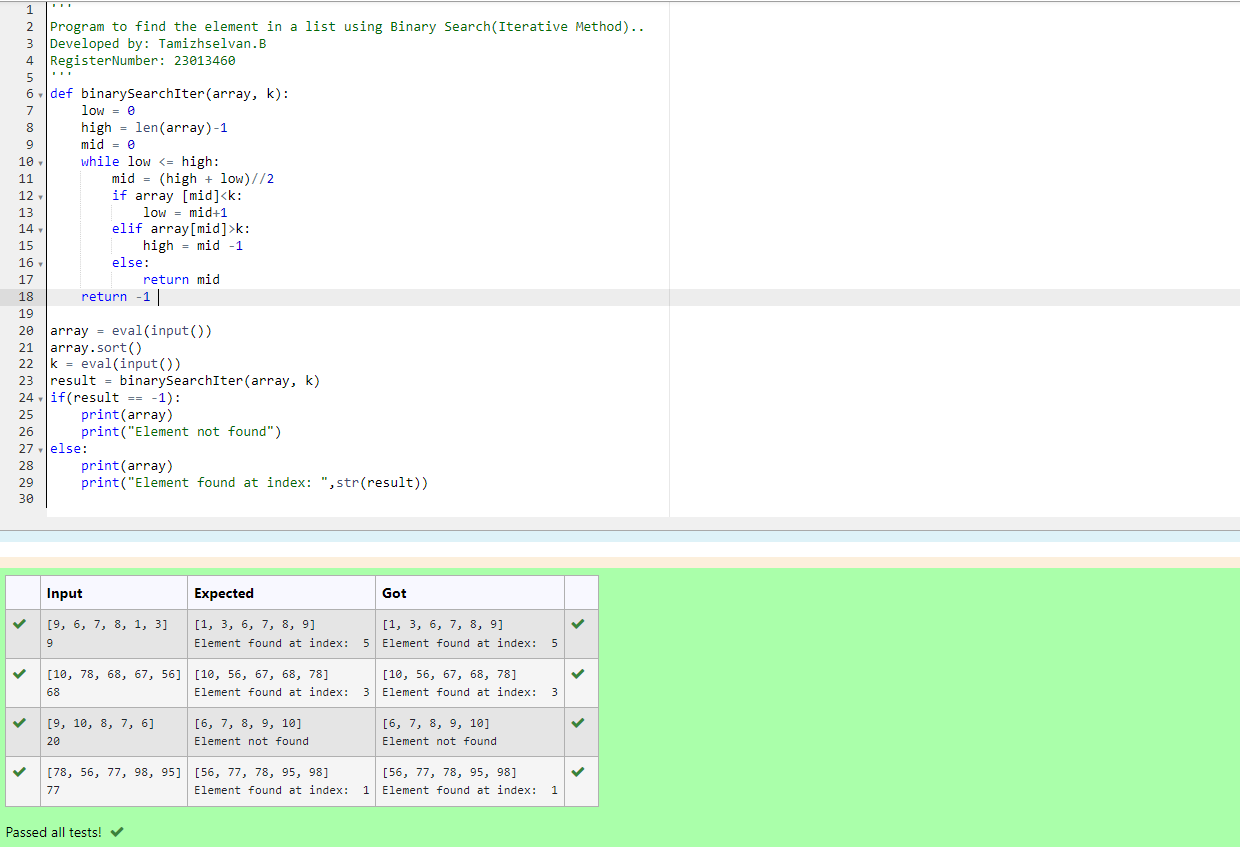 1 '''
2 Program to find the element in a list using Binary Search(Iterative Method)..
3 Developed by: Tamizhselvan.B
4 RegisterNumber: 23013460
5 '''
6 def binarySearchIter(array, k):
7     low = 0
8     high = len(array)-1
9     mid = 0
10     while low <= high:
11         mid = (high + low)//2
12         if array [mid]<k:
13             low = mid+1
14         elif array[mid]>k:
15             high = mid -1
16         else:
17             return mid
18     return -1
19
20 array = eval(input())
21 array.sort()
22 k = eval(input())
23 result = binarySearchIter(array, k)
24 if(result == -1):
25     print(array)
26     print("Element not found")
27 else:
28     print(array)
29     print("Element found at index: ",str(result))
30
Input Expected Got
[9, 6, 7, 8, 1, 3] [1, 3, 6, 7, 8, 9] [1, 3, 6, 7, 8, 9]
9 Element found at index:  5 Element found at index:  5
[10, 78, 68, 67, 56] [10, 56, 67, 68, 78] [10, 56, 67, 68, 78]
68 Element found at index:  3 Element found at index:  3
[9, 10, 8, 7, 6] [6, 7, 8, 9, 10] [6, 7, 8, 9, 10]
20 Element not found Element not found
[78, 56, 77, 98, 95] [56, 77, 78, 95, 98] [56, 77, 78, 95, 98]
77 Element found at index:  1 Element found at index:  1
Passed all tests!